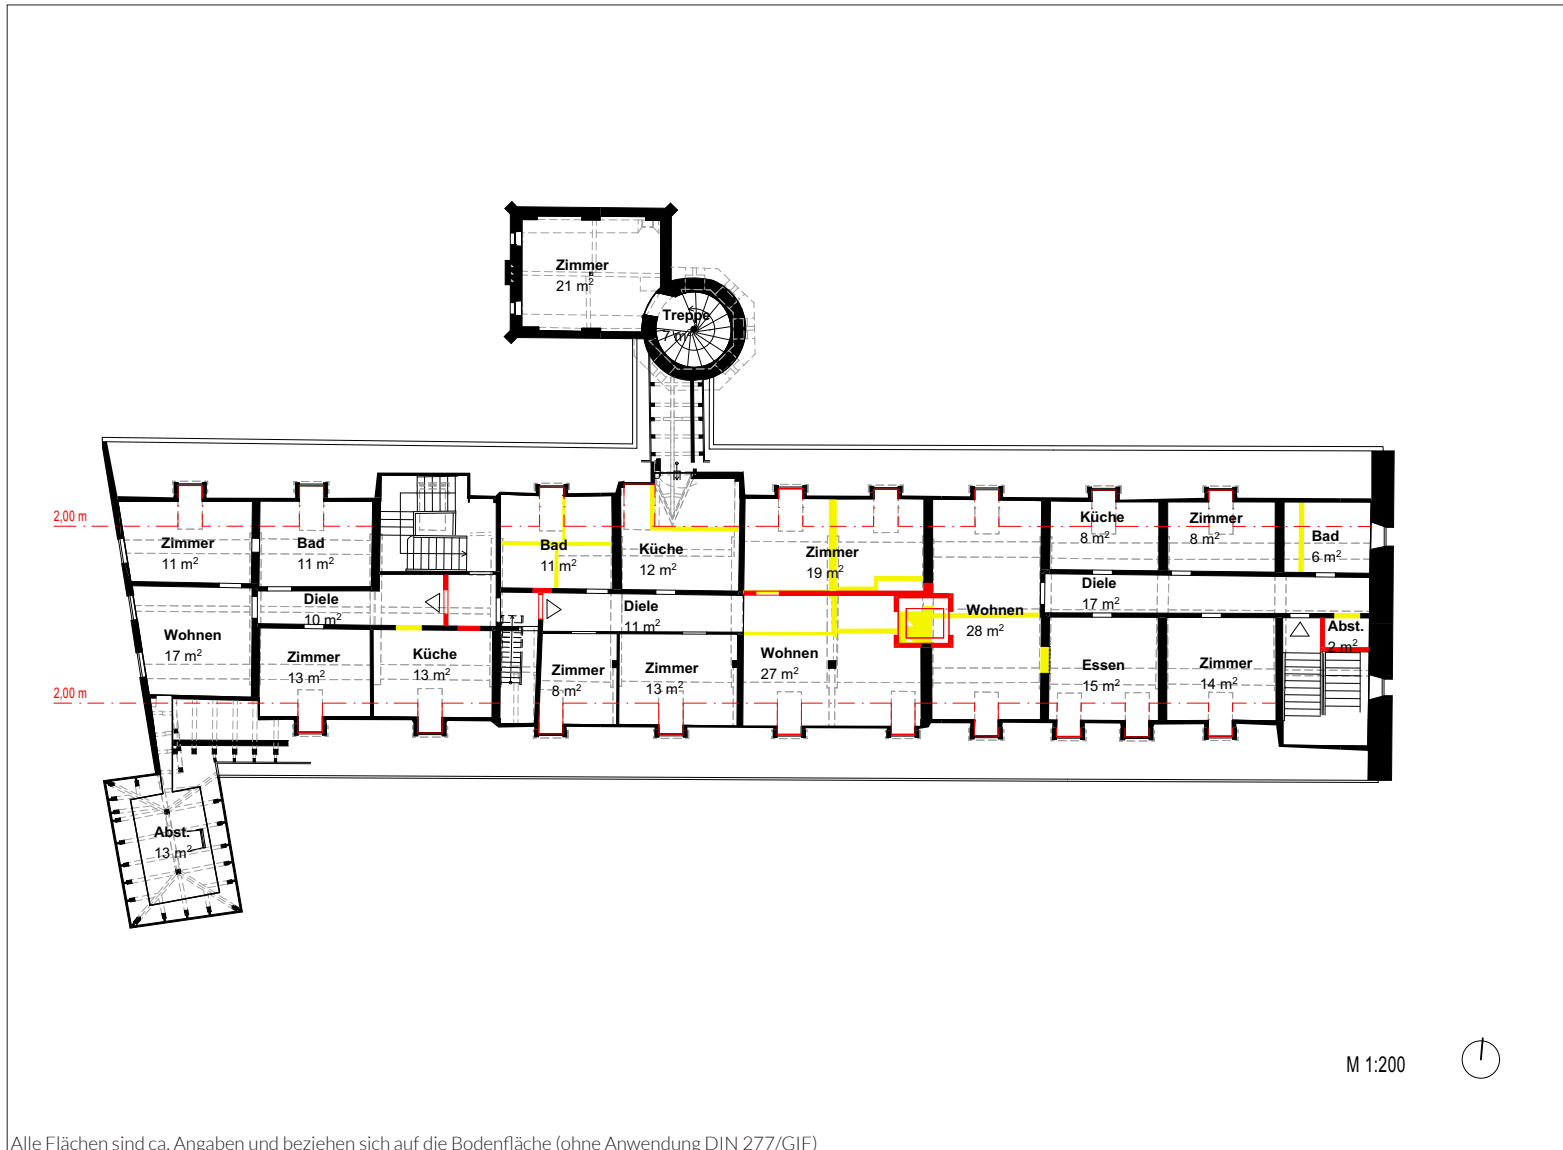 Zimmer
21 m²
Treppe
7 m²
2,00 m
Zimmer
11 m²
Bad
11 m²
Bad
11 m²
Küche
12 m²
Zimmer
19 m²
Küche
8 m²
Zimmer
8 m²
Bad
6 m²
Diele
10 m²
Diele
11 m²
Wohnen
28 m²
Diele
17 m²
Wohnen
17 m²
Zimmer
13 m²
Küche
13 m²
Zimmer
8 m²
Zimmer
13 m²
Wohnen
27 m²
Essen
15 m²
Zimmer
14 m²
Abst.
2 m²
2,00 m
Abst.
13 m²
M 1:200
Alle Flächen sind ca. Angaben und beziehen sich auf die Bodenfläche (ohne Anwendung DIN 277/GIF)